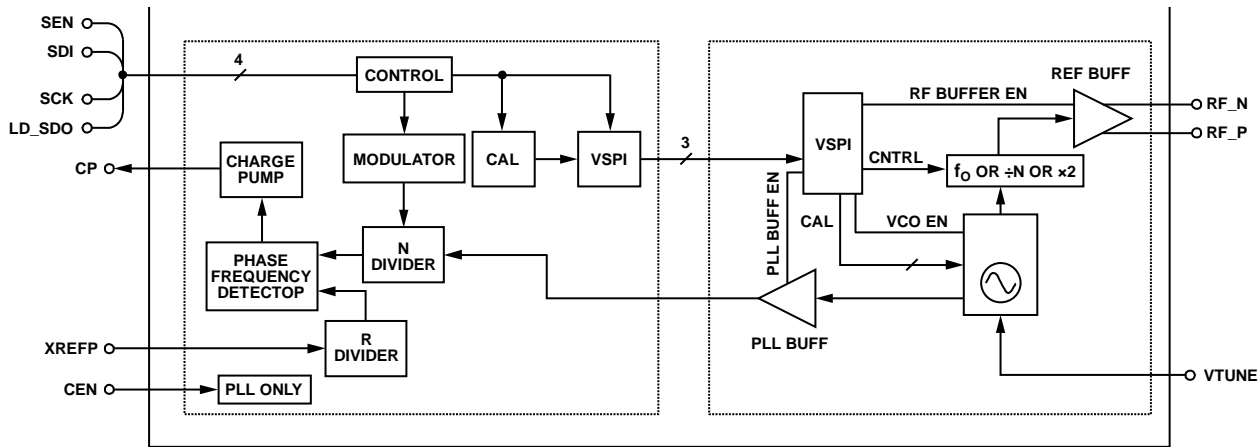 SEN
SDI
SCK
LD_SDO
CP
XREFP
CEN
4
CONTROL
MODULATOR
CAL
VSPI
CHARGE
PUMP
PHASE
FREQUENCY
DETECTOP
N
DIVIDER
R
DIVIDER
PLL ONLY
3
VSPI
RF BUFFER EN
REF BUFF
CNTRL
fO OR ÷N OR ×2
PLL BUFF EN
CAL
VCO EN
PLL BUFF
RF_N
RF_P
VTUNE